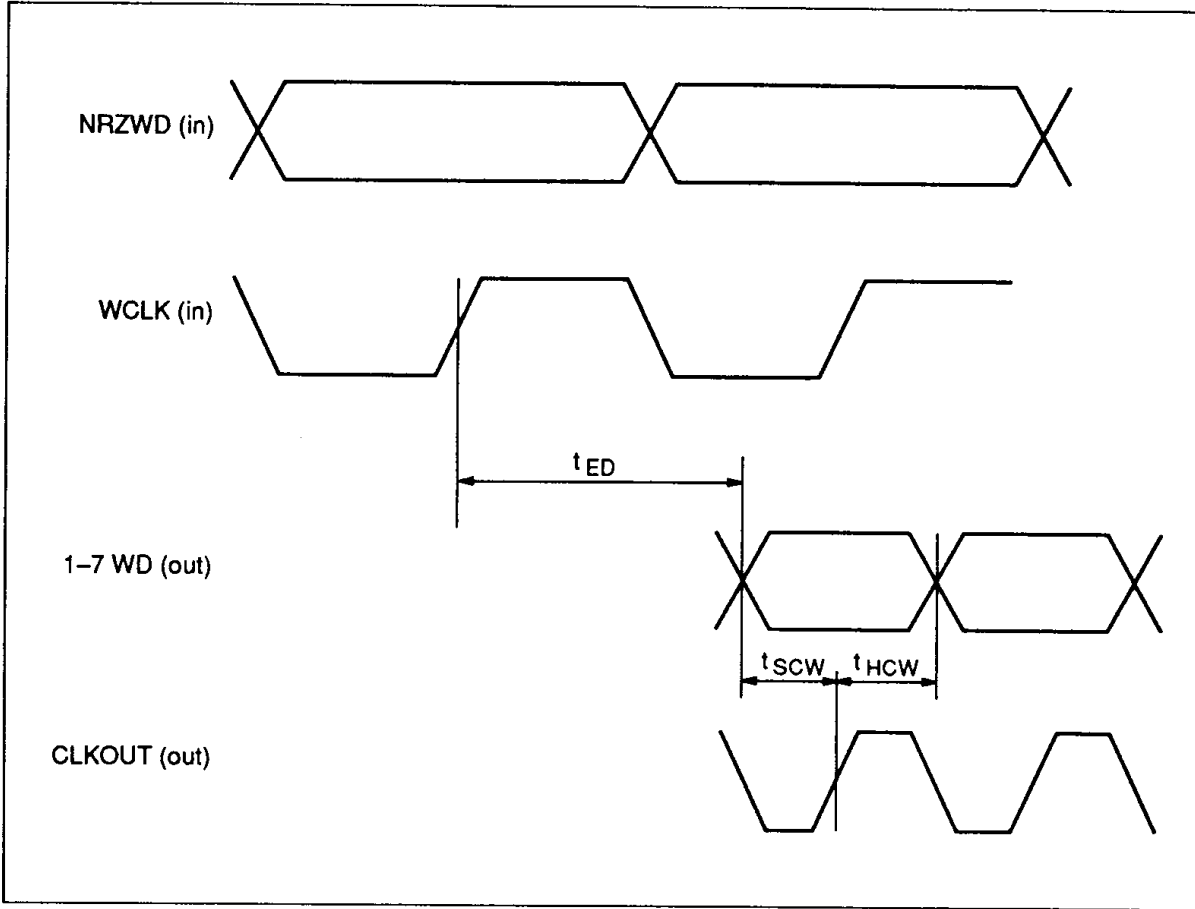 NRZWD (in)
WCLK (in)
t ED
1–7 WD (out)
t SCW
t HCW
CLKOUT (out)